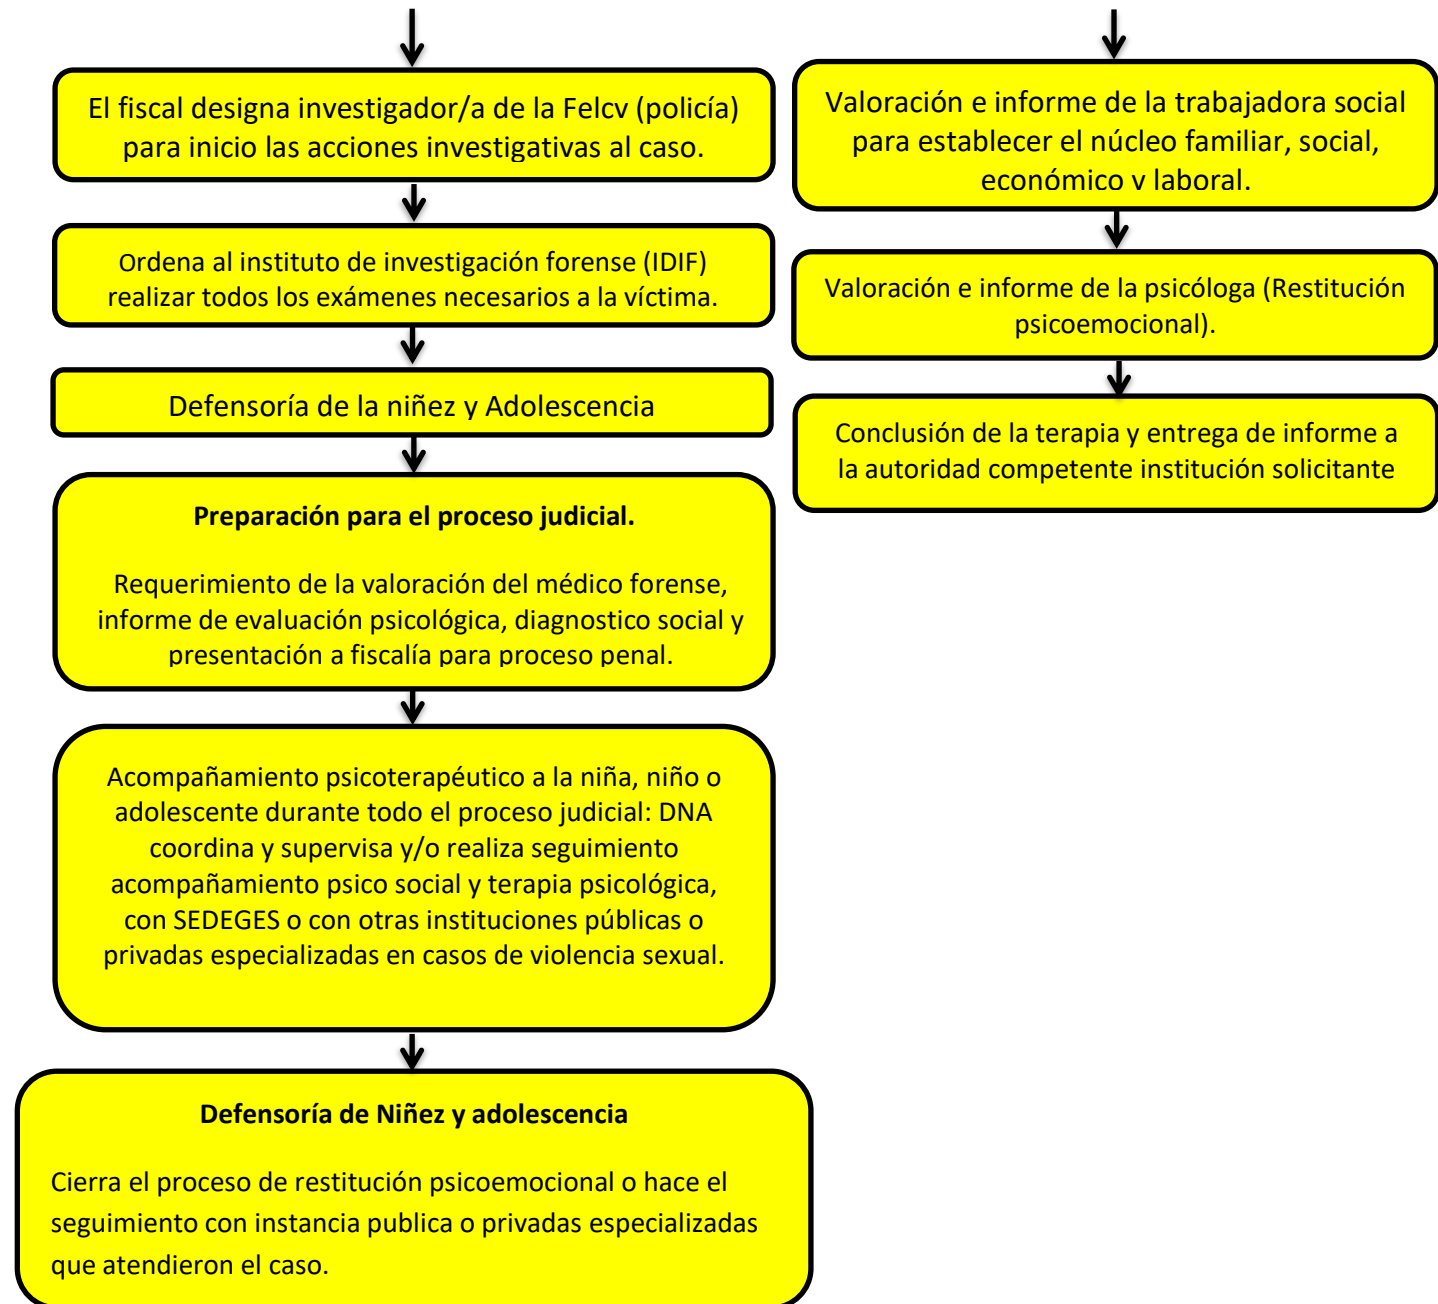 El fiscal designa investigador/a de la Felcv (policía)
para inicio las acciones investigativas al caso.
Ordena al instituto de investigación forense (IDIF)
realizar todos los exámenes necesarios a la víctima.
Defensoría de la niñez y Adolescencia
Preparación para el proceso judicial.
Requerimiento de la valoración del médico forense,
informe de evaluación psicológica, diagnostico social y
presentación a fiscalía para proceso penal.
Acompañamiento psicoterapéutico a la niña, niño o
adolescente durante todo el proceso judicial: DNA
coordina y supervisa y/o realiza seguimiento
acompañamiento psico social y terapia psicológica,
con SEDEGES o con otras instituciones públicas o
privadas especializadas en casos de violencia sexual.
Defensoría de Niñez y adolescencia
Cierra el proceso de restitución psicoemocional o hace el
seguimiento con instancia publica o privadas especializadas
que atendieron el caso.
Valoración e informe de la trabajadora social
para establecer el núcleo familiar, social,
económico y laboral.
Valoración e informe de la psicóloga (Restitución
psicoemocional).
Conclusión de la terapia y entrega de informe a
la autoridad competente institución solicitante